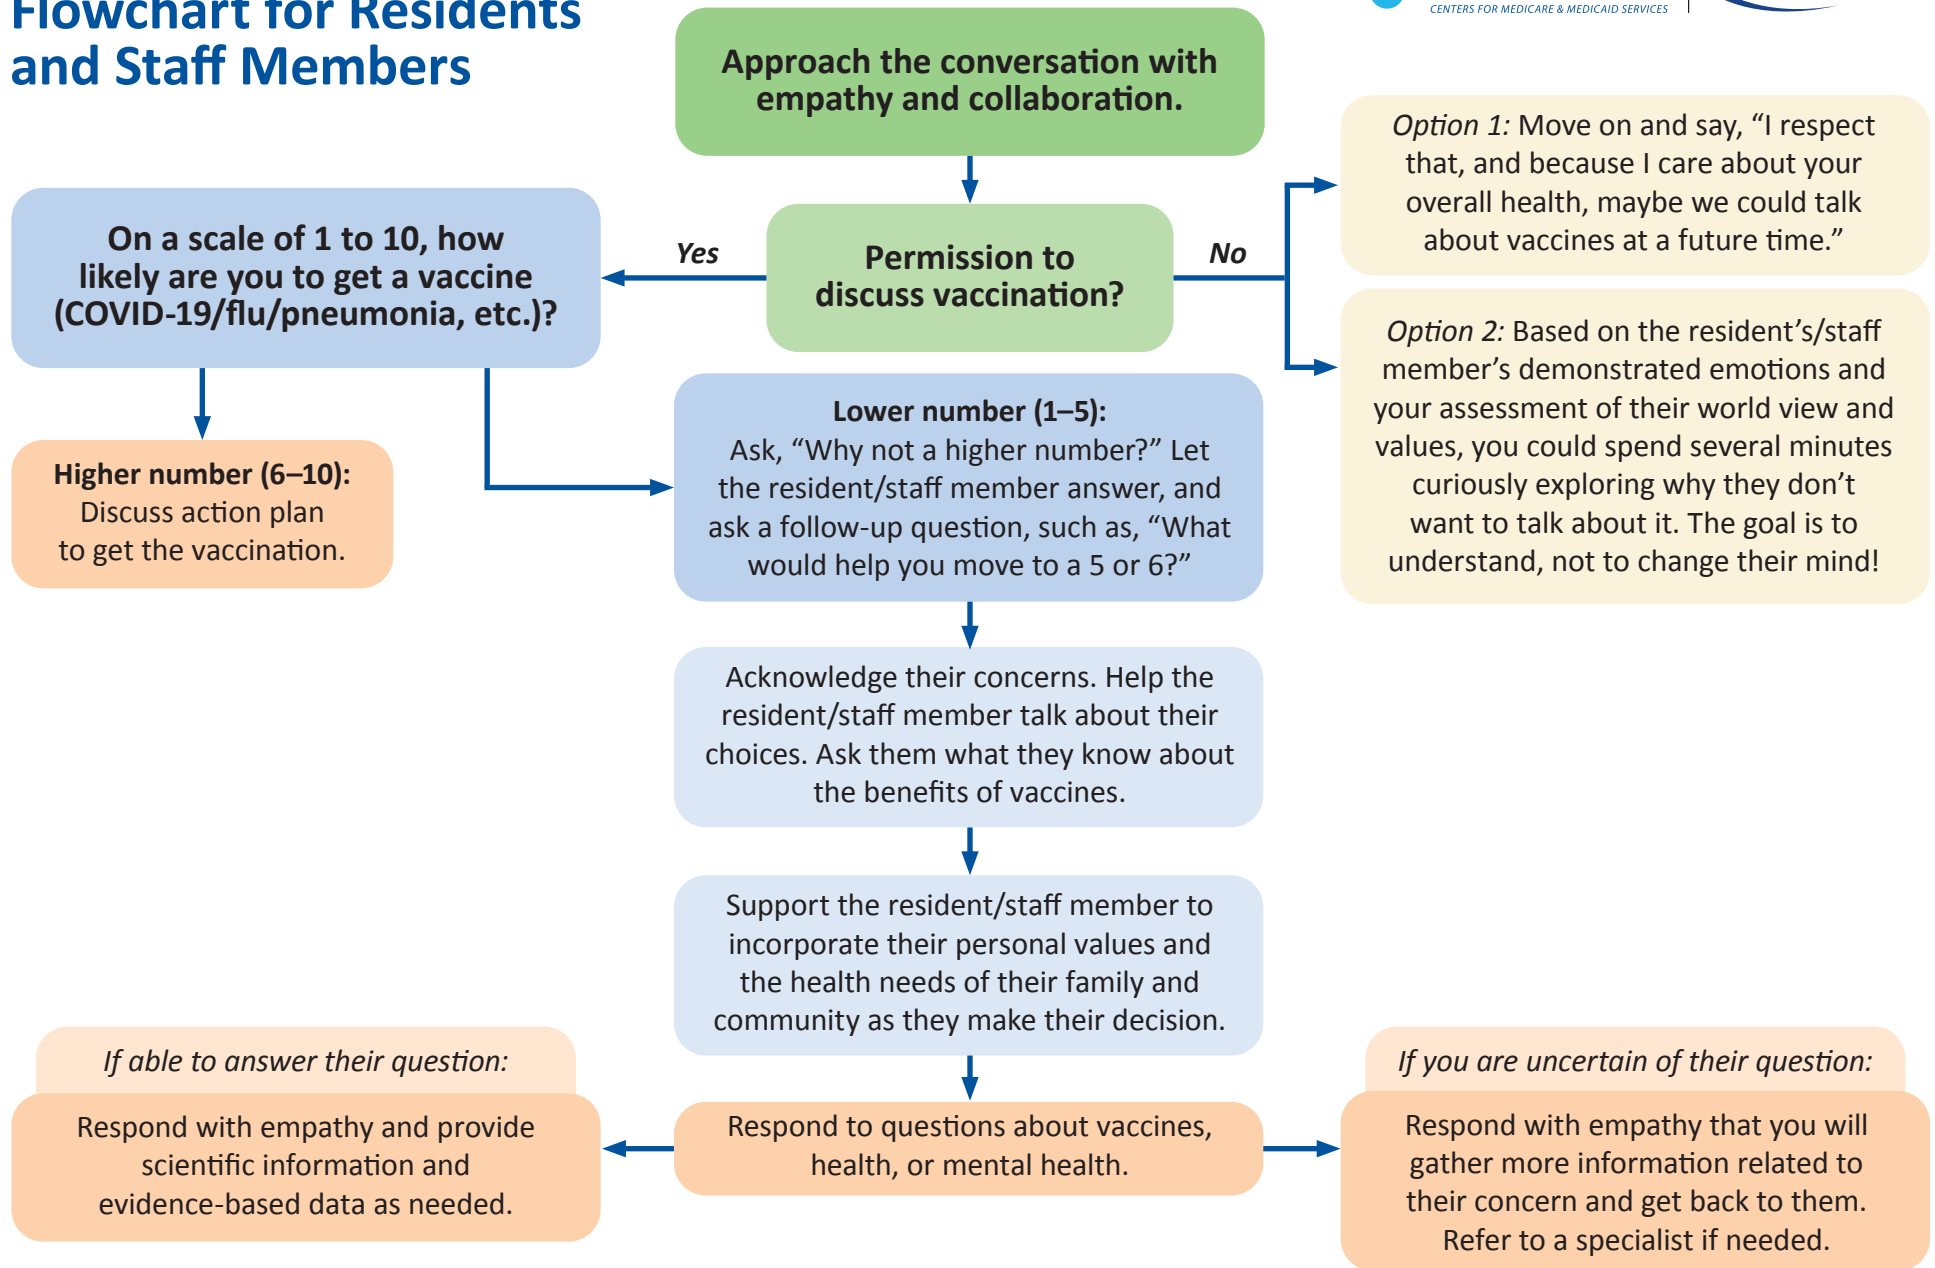 Flowchart for Residents
and Staff Members
CENTERS FOR MEDICARE & MEDICAID SERVICES
Approach the conversation with
empathy and collaboration.
Permission to
discuss vaccination?
Yes
No
Option 1: Move on and say, “I respect
that, and because I care about your
overall health, maybe we could talk
about vaccines at a future time.”
Option 2: Based on the resident’s/staff
member’s demonstrated emotions and
your assessment of their world view and
values, you could spend several minutes
curiously exploring why they don’t
want to talk about it. The goal is to
understand, not to change their mind!
On a scale of 1 to 10, how
likely are you to get a vaccine
(COVID-19/flu/pneumonia, etc.)?
Higher number (6–10):
Discuss action plan
to get the vaccination.
Lower number (1–5):
Ask, “Why not a higher number?” Let
the resident/staff member answer, and
ask a follow-up question, such as, “What
would help you move to a 5 or 6?”
Acknowledge their concerns. Help the
resident/staff member talk about their
choices. Ask them what they know about
the benefits of vaccines.
Support the resident/staff member to
incorporate their personal values and
the health needs of their family and
community as they make their decision.
Respond to questions about vaccines,
health, or mental health.
If able to answer their question:
Respond with empathy and provide
scientific information and
evidence-based data as needed.
If you are uncertain of their question:
Respond with empathy that you will
gather more information related to
their concern and get back to them.
Refer to a specialist if needed.